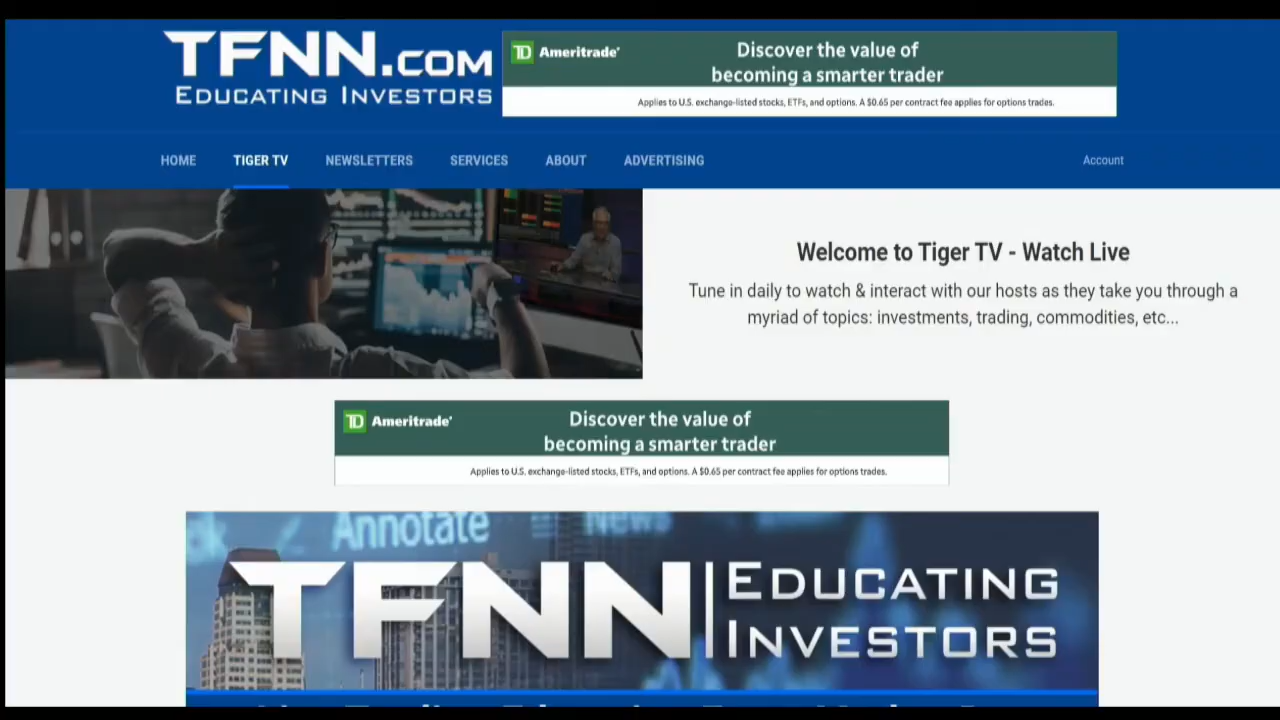 TFNN.COM
EDUCATING INVESTORS
TD Ameritrade
Discover the value of
becoming a smarter trader
Applies to U.S. exchange-listed stocks, ETFs, and options. A $0.65 per contract fee applies for options trades.
HOME TIGER TV NEWSLETTERS SERVICES ABOUT ADVERTISING Account
Welcome to Tiger TV - Watch Live
Tune in daily to watch & interact with our hosts as they take you through a
myriad of topics: investments, trading, commodities, etc...
TD Ameritrade
Discover the value of
becoming a smarter trader
Applies to U.S. exchange-listed stocks, ETFs, and options. A $0.65 per contract fee applies for options trades.
Annotate News
TFNN EDUCATING
INVESTORS